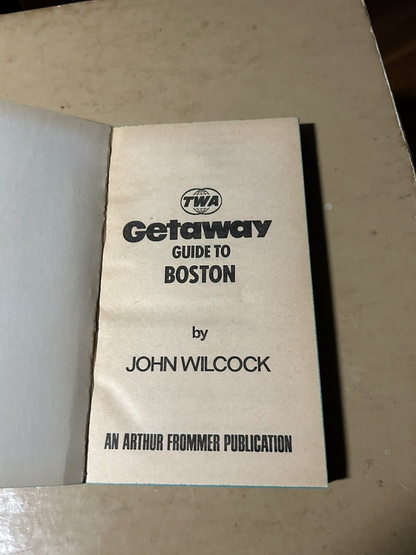 TWA
Getaway
GUIDE TO
BOSTON
by
JOHN WILCOCK
AN ARTHUR FROMMER PUBLICATION